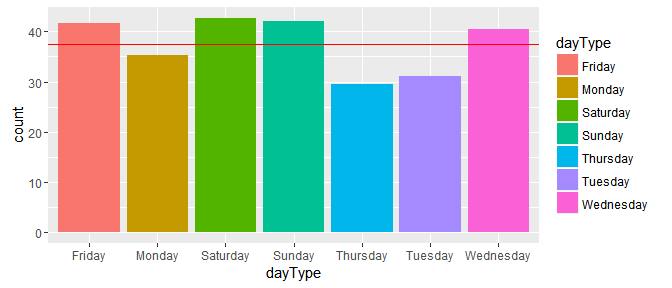 40
30
20
10
0
count
Friday Monday Saturday Sunday Thursday Tuesday Wednesday
dayType
dayType
Friday
Monday
Saturday
Sunday
Thursday
Tuesday
Wednesday